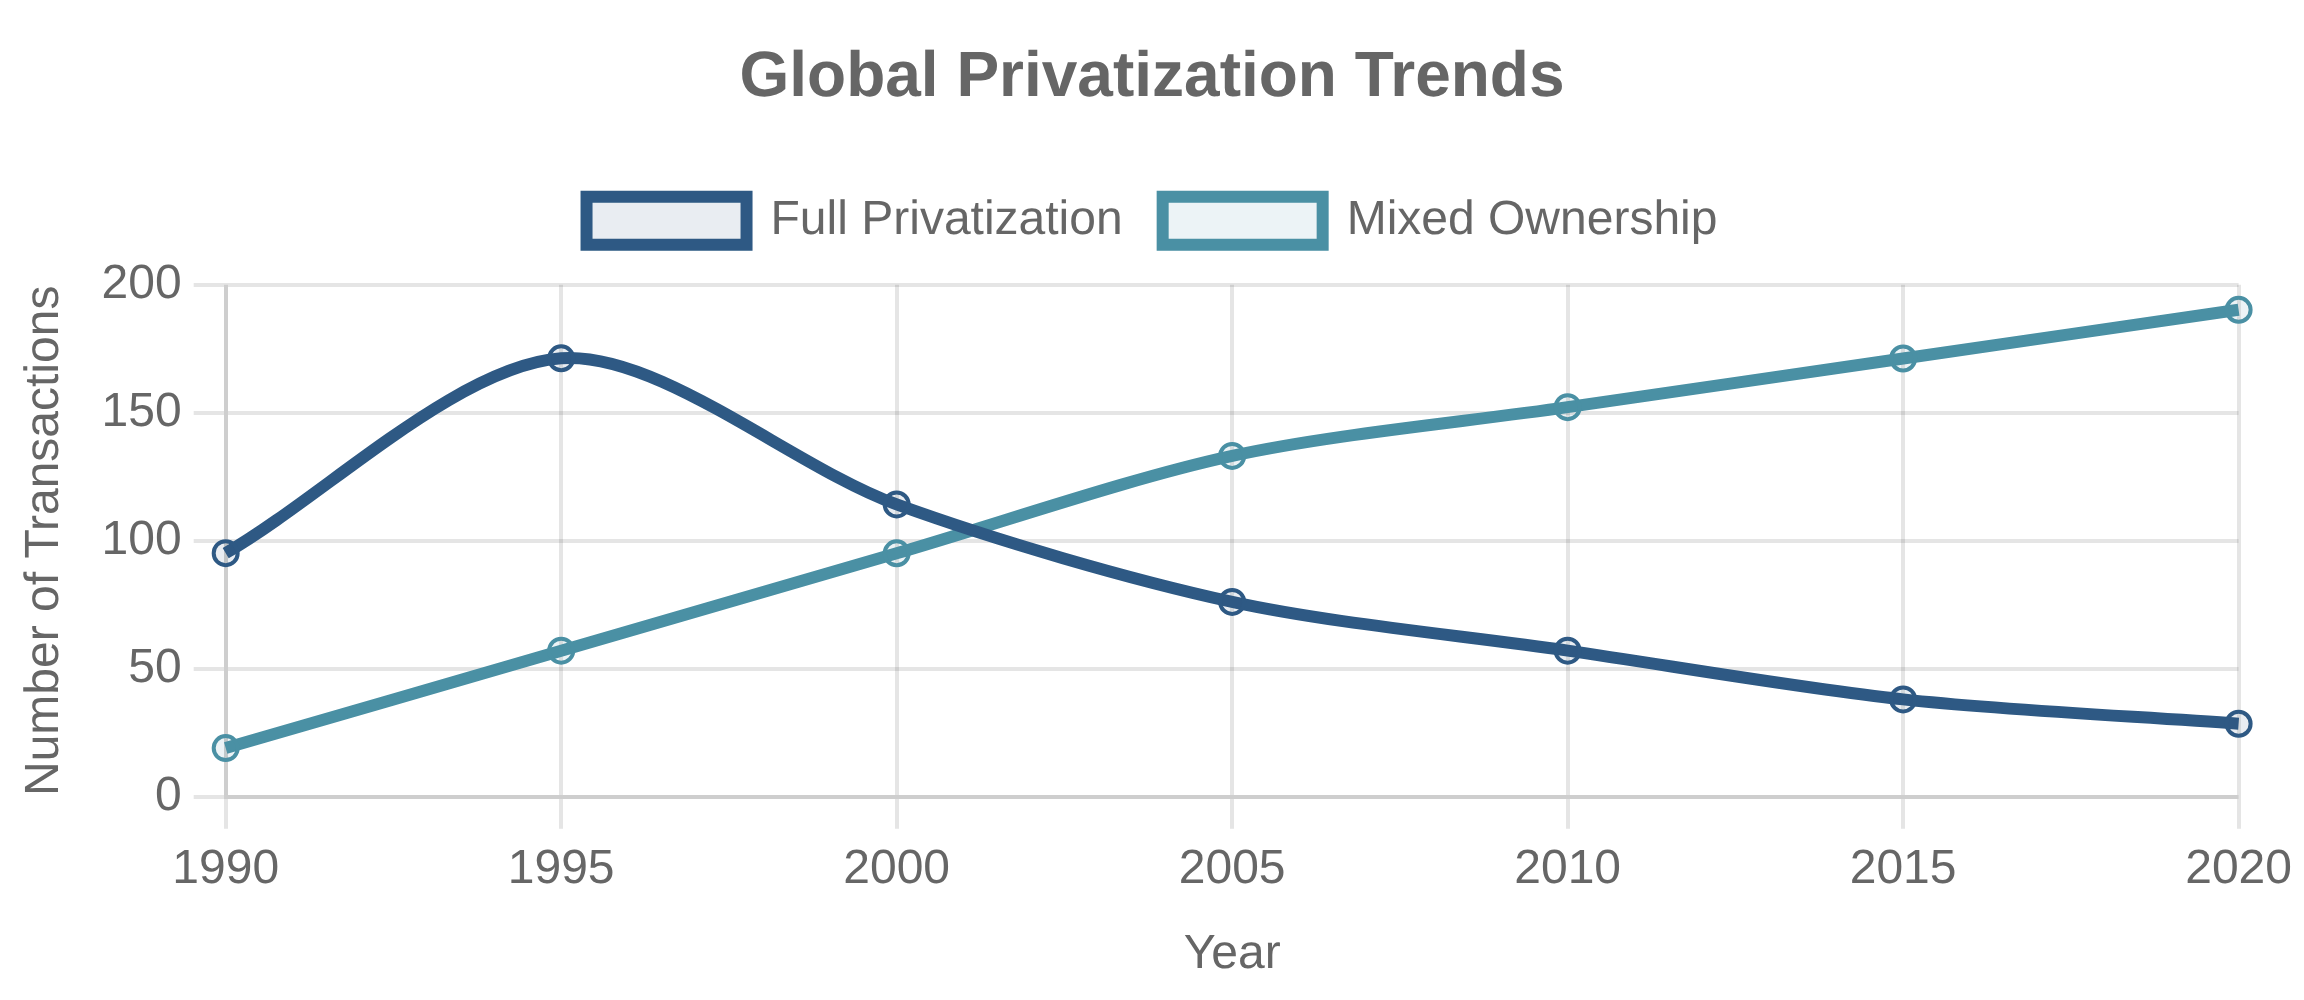 Global Privatization Trends
Full Privatization
Mixed Ownership
Number of Transactions
200
150
100
50
0
1990 1995 2000 2005 2010 2015 2020
Year